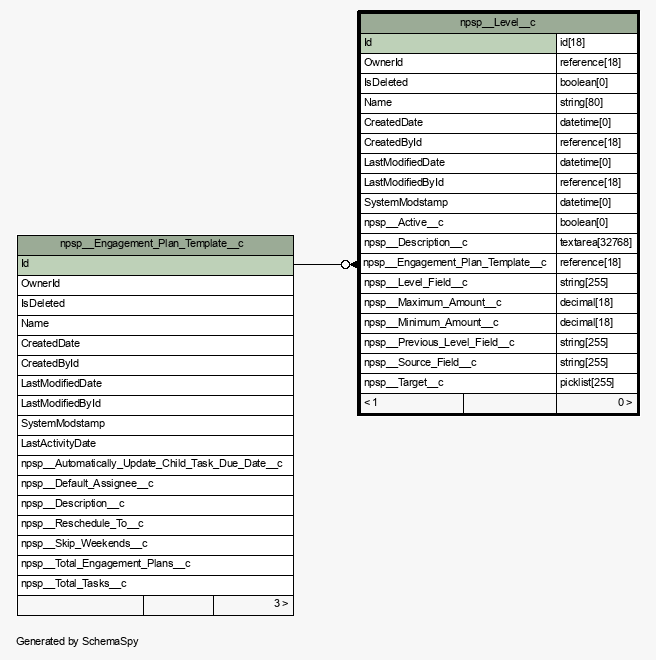 npsp__Level__c
Id id[18]
OwnerId reference[18]
IsDeleted boolean[0]
Name string[80]
CreatedDate datetime[0]
CreatedById reference[18]
LastModifiedDate datetime[0]
LastModifiedById reference[18]
SystemModstamp datetime[0]
npsp__Active__c boolean[0]
npsp__Description__c textarea[32768]
npsp__Engagement_Plan_Template__c reference[18]
npsp__Level_Field__c string[255]
npsp__Maximum_Amount__c decimal[18]
npsp__Minimum_Amount__c decimal[18]
npsp__Previous_Level_Field__c string[255]
npsp__Source_Field__c string[255]
npsp__Target__c picklist[255]
< 1 0 >
npsp__Engagement_Plan_Template__c
Id
OwnerId
IsDeleted
Name
CreatedDate
CreatedById
LastModifiedDate
LastModifiedById
SystemModstamp
LastActivityDate
npsp__Automatically_Update_Child_Task_Due_Date__c
npsp__Default_Assignee__c
npsp__Description__c
npsp__Reschedule_To__c
npsp__Skip_Weekends__c
npsp__Total_Engagement_Plans__c
npsp__Total_Tasks__c
3 >
Generated by SchemaSpy